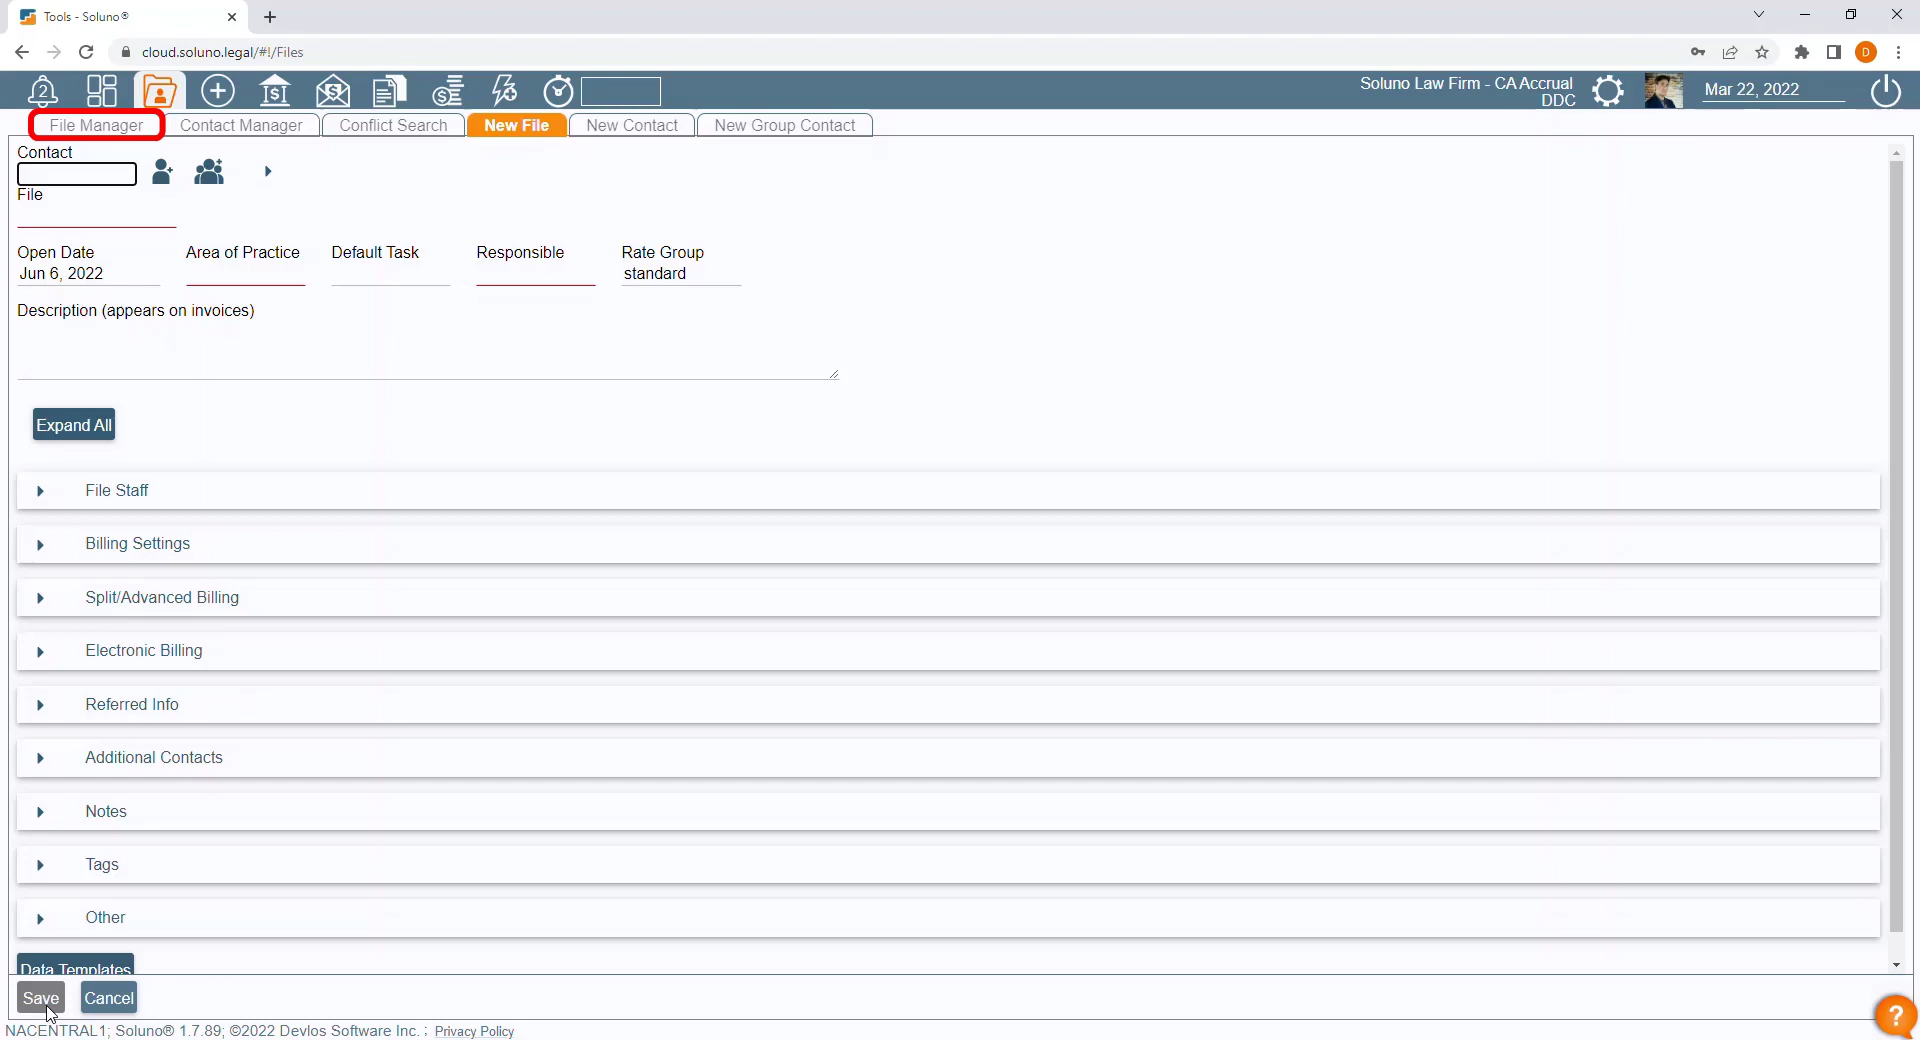 Tools - Soluno®
cloud.soluno.legal/#!/Files
D
2
Soluno Law Firm - CA Accrual
DDC
Mar 22, 2022
File Manager
Contact Manager
Conflict Search
New File
New Contact
New Group Contact
Contact
File
Open Date
Area of Practice
Default Task
Responsible
Rate Group
Jun 6, 2022
standard
Description (appears on invoices)
Expand All
File Staff
Billing Settings
Split/Advanced Billing
Electronic Billing
Referred Info
Additional Contacts
Notes
Tags
Other
Data Templates
Save
Cancel
?
NACENTRAL1; Soluno® 1.7.89; ©2022 Devlos Software Inc. ; Privacy Policy